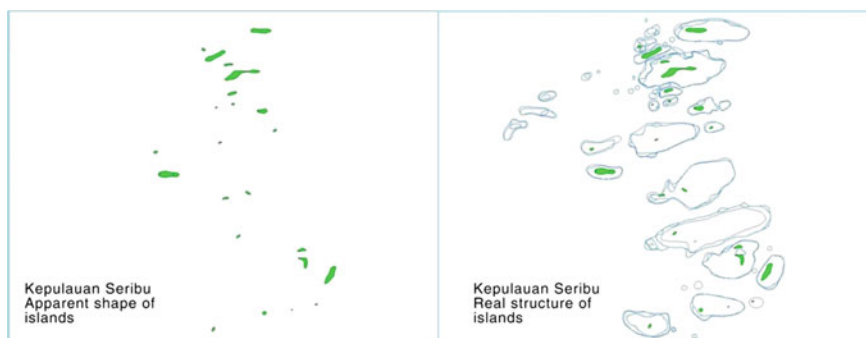 Kepulauan Seribu
Apparent shape of
islands
Kepulauan Seribu
Real structure of
islands